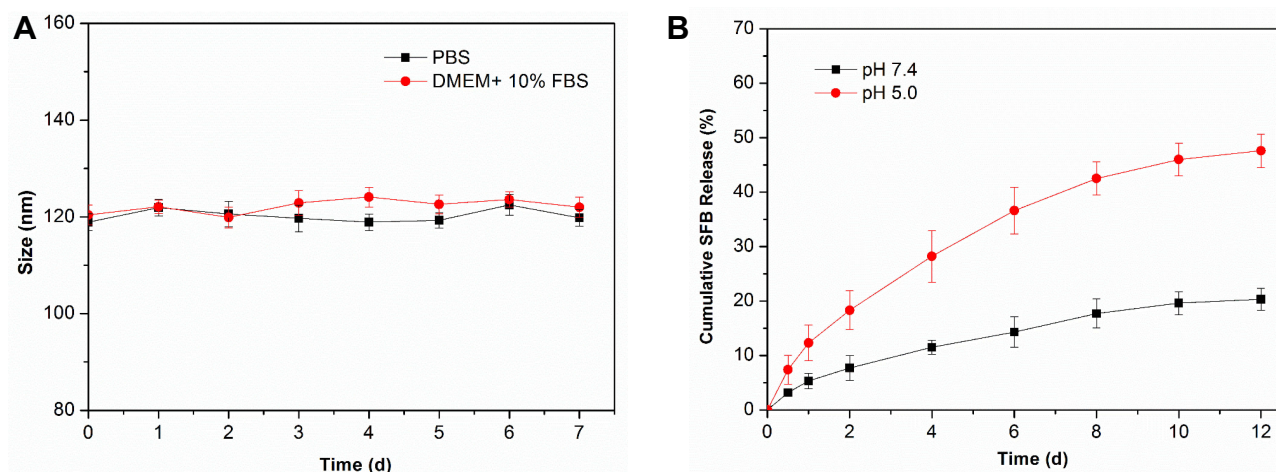 A
160
140
120
100
80
Size (nm)
PBS
DMEM+ 10% FBS
0 1 2 3 4 5 6 7
Time (d)
B
70
60
50
40
30
20
10
0
Cumulative SFB Release (%)
pH 7.4
pH 5.0
0 2 4 6 8 10 12
Time (d)